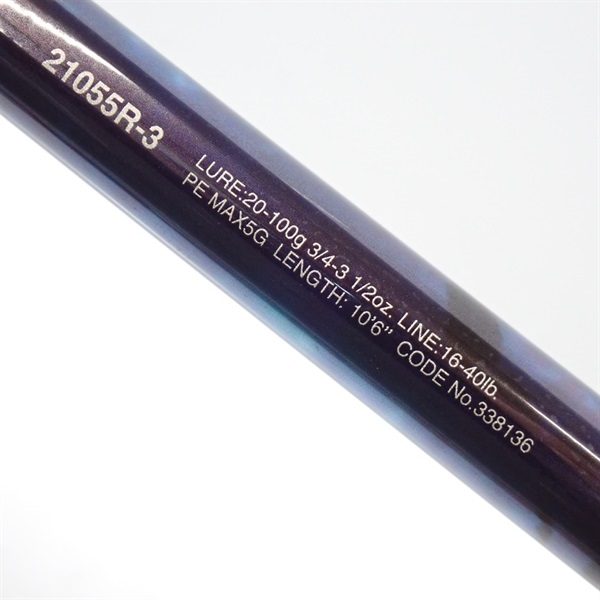 21055R-3
LURE:20-100g 3/4-3 1/2oz. LINE:16-40lb.
PE MAX5G LENGTH: 10'6" CODE No.338136